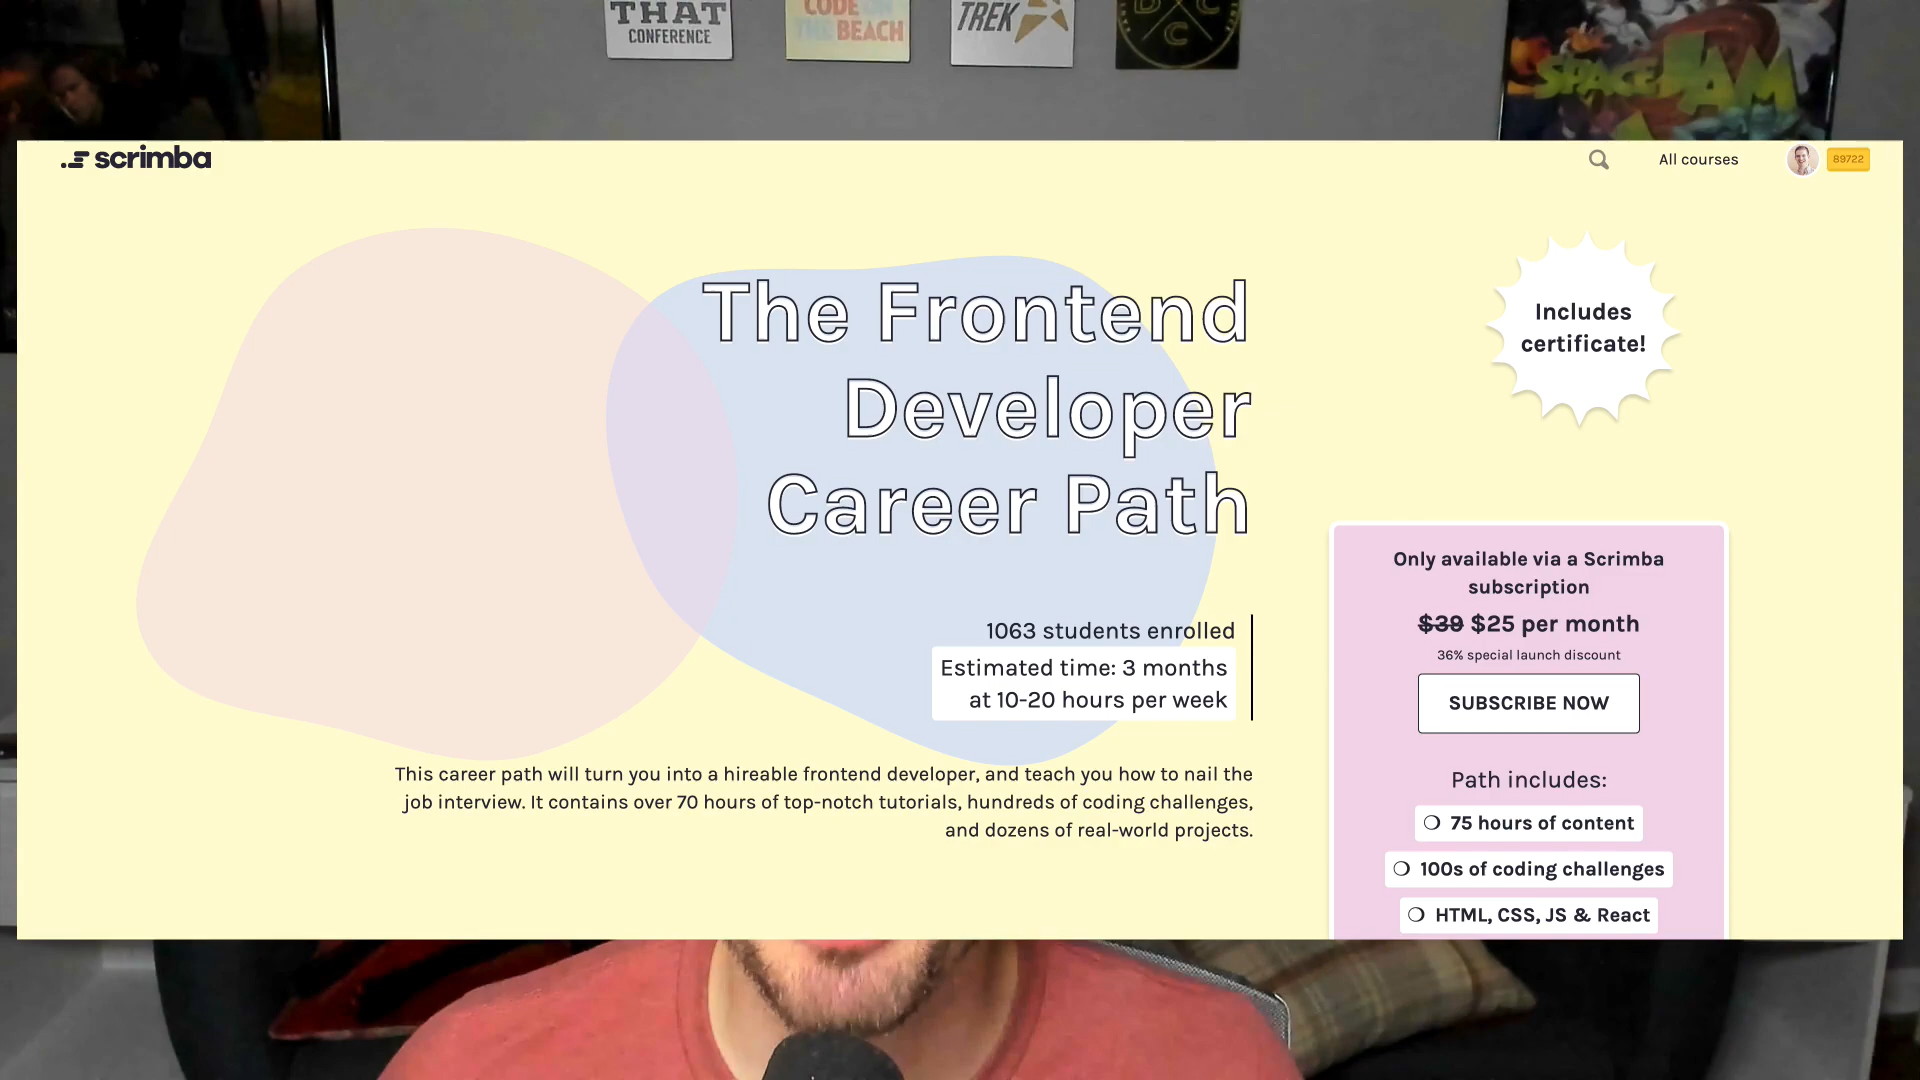 THAT
CONFERENCE
CODE ON
THE BEACH
TREK
D C
C
SPACE JAM
scrimba
All courses
89722
The Frontend
Developer
Career Path
Includes
certificate!
1063 students enrolled
Estimated time: 3 months
at 10-20 hours per week
This career path will turn you into a hireable frontend developer, and teach you how to nail the
job interview. It contains over 70 hours of top-notch tutorials, hundreds of coding challenges,
and dozens of real-world projects.
Only available via a Scrimba
subscription
$39 $25 per month
36% special launch discount
SUBSCRIBE NOW
Path includes:
75 hours of content
100s of coding challenges
HTML, CSS, JS & React